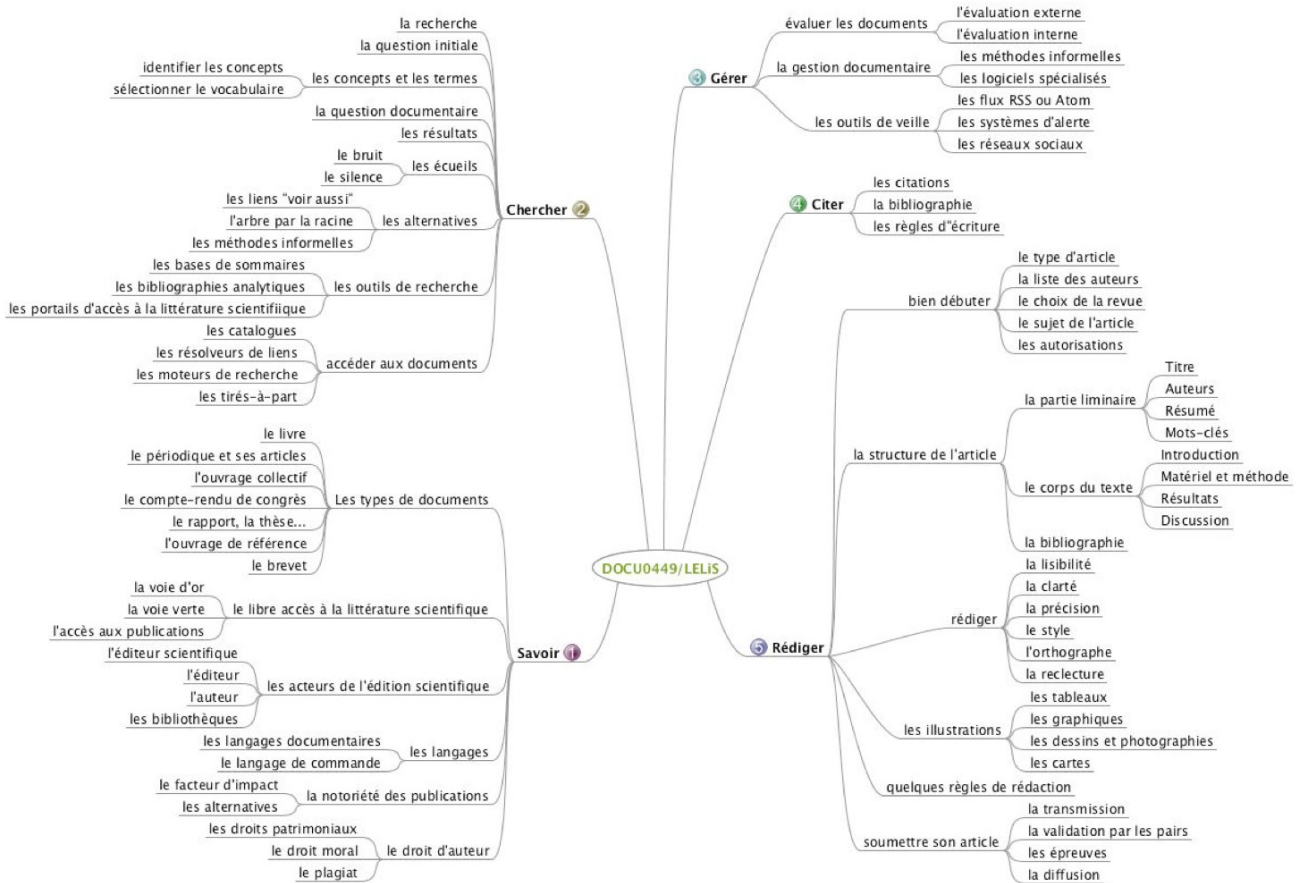 DOCU0449/LELiS
1 Savoir
Les types de documents
le livre
le périodique et ses articles
l'ouvrage collectif
le compte-rendu de congrès
le rapport, la thèse...
l'ouvrage de référence
le brevet
le libre accès à la littérature scientifique
la voie d'or
la voie verte
l'accès aux publications
les acteurs de l'édition scientifique
l'éditeur scientifique
l'éditeur
l'auteur
les bibliothèques
les langages
les langages documentaires
le langage de commande
la notoriété des publications
le facteur d'impact
les alternatives
le droit d'auteur
les droits patrimoniaux
le droit moral
le plagiat
2 Chercher
la recherche
la question initiale
les concepts et les termes
identifier les concepts
sélectionner le vocabulaire
la question documentaire
les résultats
les écueils
le bruit
le silence
les alternatives
les liens "voir aussi"
l'arbre par la racine
les méthodes informelles
les outils de recherche
les bases de sommaires
les bibliographies analytiques
les portails d'accès à la littérature scientifiique
accéder aux documents
les catalogues
les résolveurs de liens
les moteurs de recherche
les tirés-à-part
3 Gérer
évaluer les documents
l'évaluation externe
l'évaluation interne
la gestion documentaire
les méthodes informelles
les logiciels spécialisés
les outils de veille
les flux RSS ou Atom
les systèmes d'alerte
les réseaux sociaux
4 Citer
les citations
la bibliographie
les règles d"écriture
5 Rédiger
bien débuter
le type d'article
la liste des auteurs
le choix de la revue
le sujet de l'article
les autorisations
la structure de l'article
la partie liminaire
Titre
Auteurs
Résumé
Mots-clés
le corps du texte
Introduction
Matériel et méthode
Résultats
Discussion
la bibliographie
rédiger
la lisibilité
la clarté
la précision
le style
l'orthographe
la reclecture
les illustrations
les tableaux
les graphiques
les dessins et photographies
les cartes
quelques règles de rédaction
soumettre son article
la transmission
la validation par les pairs
les épreuves
la diffusion